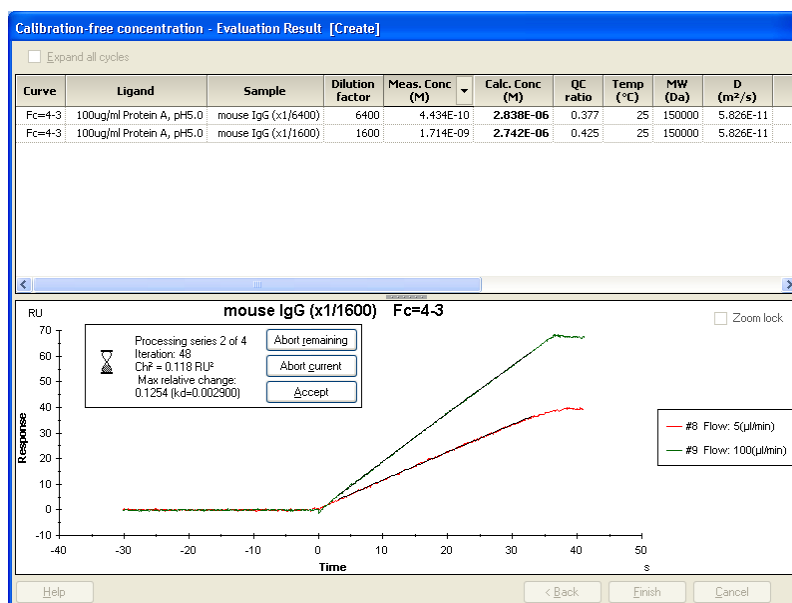 Calibration-free concentration - Evaluation Result [Create]
Expand all cycles
Curve Ligand Sample Dilution factor Meas. Conc (M) Calc. Conc (M) QC ratio Temp (°C) MW (Da) D (m²/s)
Fc=4-3 100ug/ml Protein A, pH5.0 mouse IgG (x1/6400) 6400 4.434E-10 2.838E-06 0.377 25 150000 5.826E-11
Fc=4-3 100ug/ml Protein A, pH5.0 mouse IgG (x1/1600) 1600 1.714E-09 2.742E-06 0.425 25 150000 5.826E-11
RU mouse IgG (x1/1600) Fc=4-3
Zoom lock
Processing series 2 of 4
Iteration: 48
Chi² = 0.118 RU²
Max relative change:
0.1254 (kd=0.002900)
Abort remaining
Abort current
Accept
70
60
50
40
30
20
10
0
-10
Response
-40 -30 -20 -10 0 10 20 30 40 50
Time s
#8 Flow: 5(µl/min)
#9 Flow: 100(µl/min)
Help < Back Finish Cancel